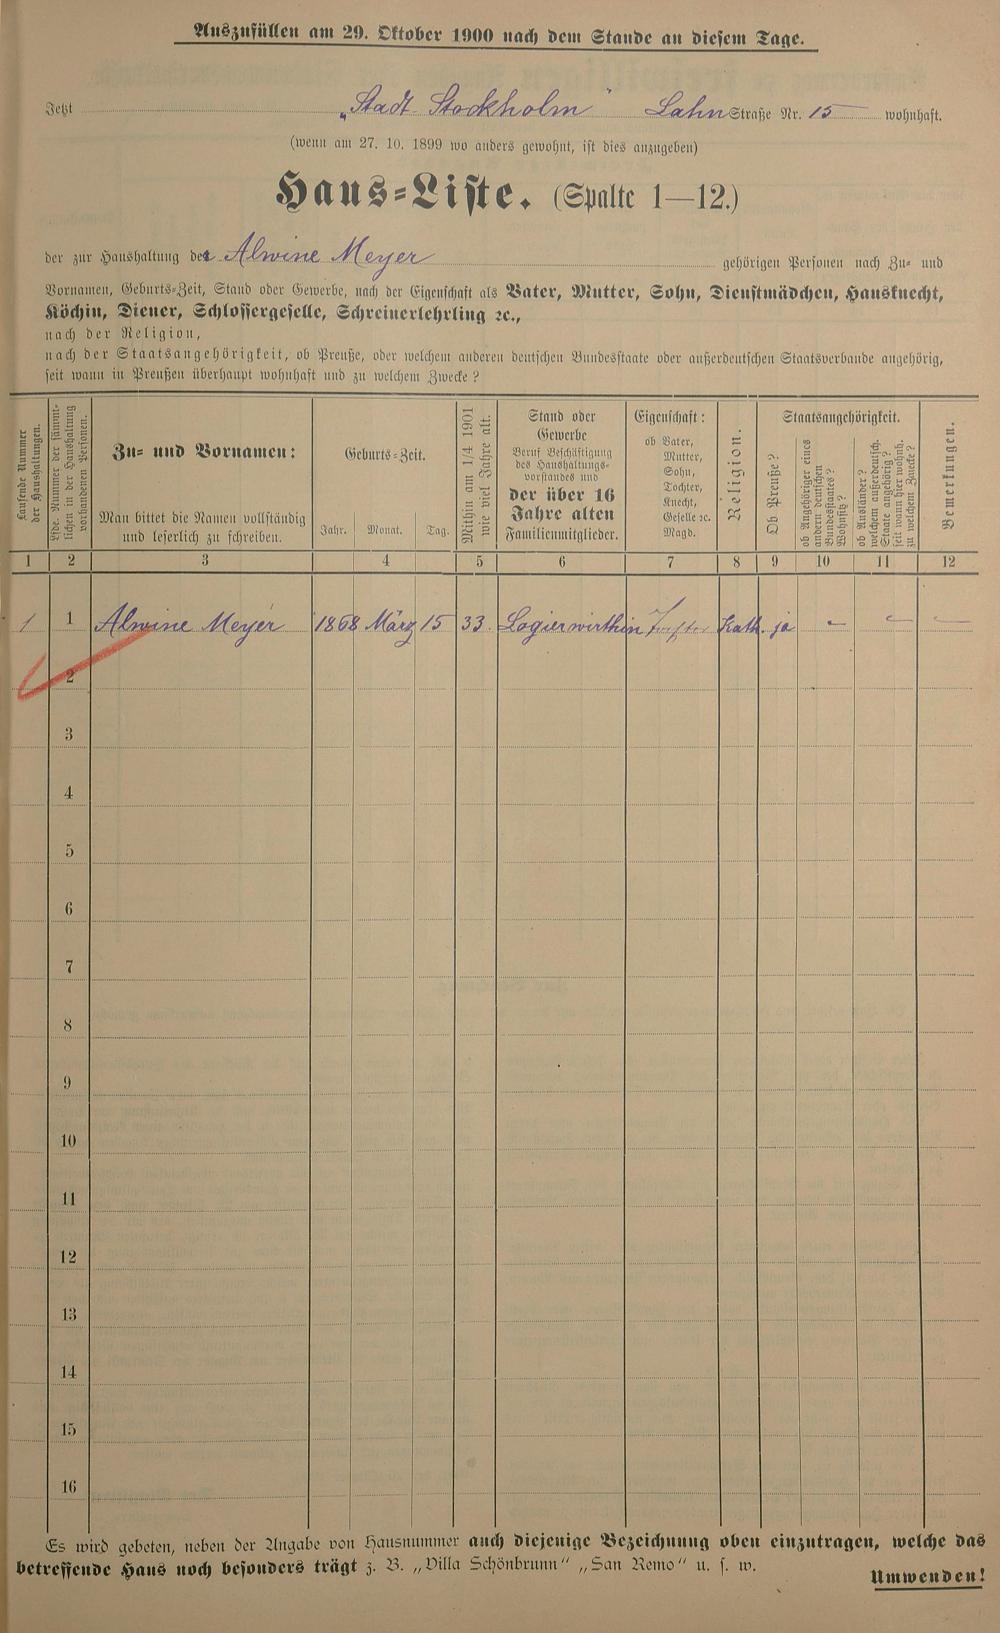 Auszufüllen am 29. Oktober 1900 nach dem Stande an diesem Tage.
Jetzt „Stadt Stockholm" Lahn Straße Nr. 15 wohnhaft.
(wenn am 27. 10. 1899 wo anders gewohnt, ist dies anzugeben)
Haus=Liste. (Spalte 1—12.)
der zur Haushaltung der Alwine Meyer gehörigen Personen nach Zu= und
Vornamen, Geburts=Zeit, Stand oder Gewerbe, nach der Eigenschaft als Vater, Mutter, Sohn, Dienstmädchen, Hausknecht,
Köchin, Diener, Schlossergeselle, Schreinerlehrling ꝛc.,
nach der Religion,
nach der Staatsangehörigkeit, ob Preuße, oder welchem anderen deutschen Bundesstaate oder außerdeutschen Staatsverbande angehörig,
seit wann in Preußen überhaupt wohnhaft und zu welchem Zwecke?
Laufende Nummer
der Haushaltungen.
Lfde. Nummer der sämmt-
lichen in der Haushaltung
vorhandenen Personen.
Zu= und Vornamen:
Man bittet die Namen vollständig
und leserlich zu schreiben.
Geburts=Zeit.
Jahr. Monat. Tag.
Mithin am 1/4 1901
wie viel Jahre alt.
Stand oder
Gewerbe
Beruf Beschäftigung
des Haushaltungs-
vorstandes und
der über 16
Jahre alten
Familienmitglieder.
Eigenschaft:
ob Vater,
Mutter,
Sohn,
Tochter,
Knecht,
Geselle ꝛc.
Magd.
Religion.
Staatsangehörigkeit.
Ob Preuße?
ob Angehöriger eines
andern deutschen
Bundesstaates?
Wohnsitz?
ob Ausländer?
welchem außerdeutsch.
Staate angehörig?
seit wann hier wohnh.
zu welchem Zwecke?
Bemerkungen.
1 2 3 4 5 6 7 8 9 10 11 12
1 1 Alwine Meyer 1868 März 15 33 Logierwirthin Kath. ja - - -
2
3
4
5
6
7
8
9
10
11
12
13
14
15
16
Es wird gebeten, neben der Angabe von Hausnummer auch diejenige Bezeichnung oben einzutragen, welche das
betreffende Haus noch besonders trägt z. B. „Villa Schönbrunn" „San Remo" u. s. w.
Umwenden!